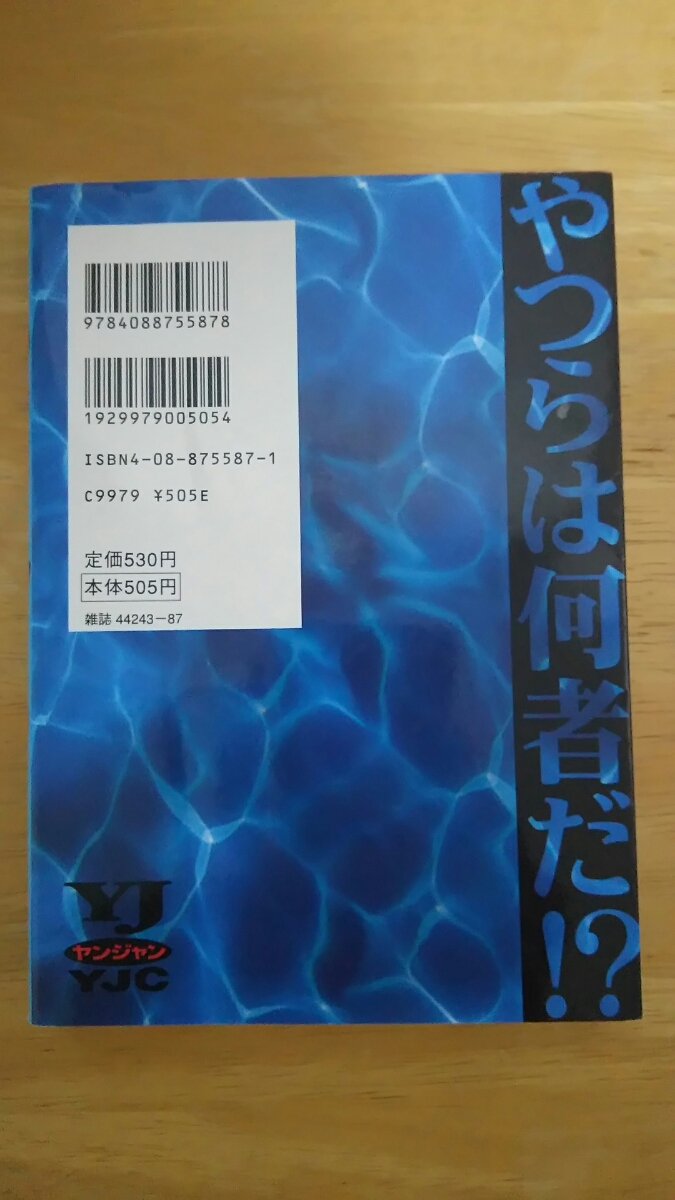 やつらは何者だ!?
9784088755878
1929979005054
ISBN4-08-875587-1
C9979 ¥505E
定価530円
本体505円
雑誌 44243-87
YJ
ヤンジャン
YJC